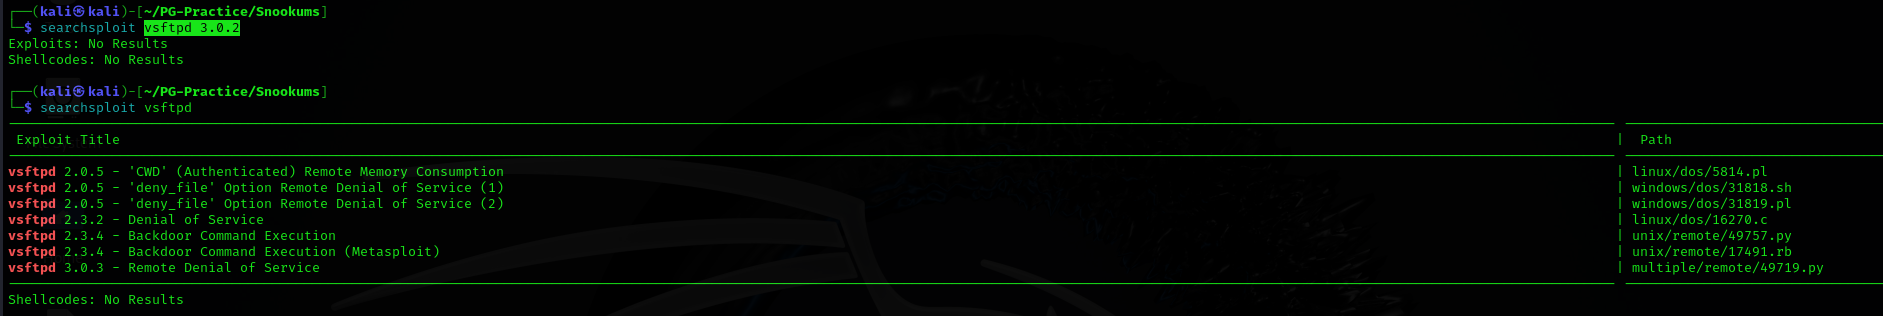 ┌──(kali㉿kali)-[~/PG-Practice/Snookums]
└─$ searchsploit vsftpd 3.0.2
Exploits: No Results
Shellcodes: No Results
┌──(kali㉿kali)-[~/PG-Practice/Snookums]
└─$ searchsploit vsftpd
Exploit Title | Path
vsftpd 2.0.5 - 'CWD' (Authenticated) Remote Memory Consumption | linux/dos/5814.pl
vsftpd 2.0.5 - 'deny_file' Option Remote Denial of Service (1) | windows/dos/31818.sh
vsftpd 2.0.5 - 'deny_file' Option Remote Denial of Service (2) | windows/dos/31819.pl
vsftpd 2.3.2 - Denial of Service | linux/dos/16270.c
vsftpd 2.3.4 - Backdoor Command Execution | unix/remote/49757.py
vsftpd 2.3.4 - Backdoor Command Execution (Metasploit) | unix/remote/17491.rb
vsftpd 3.0.3 - Remote Denial of Service | multiple/remote/49719.py
Shellcodes: No Results